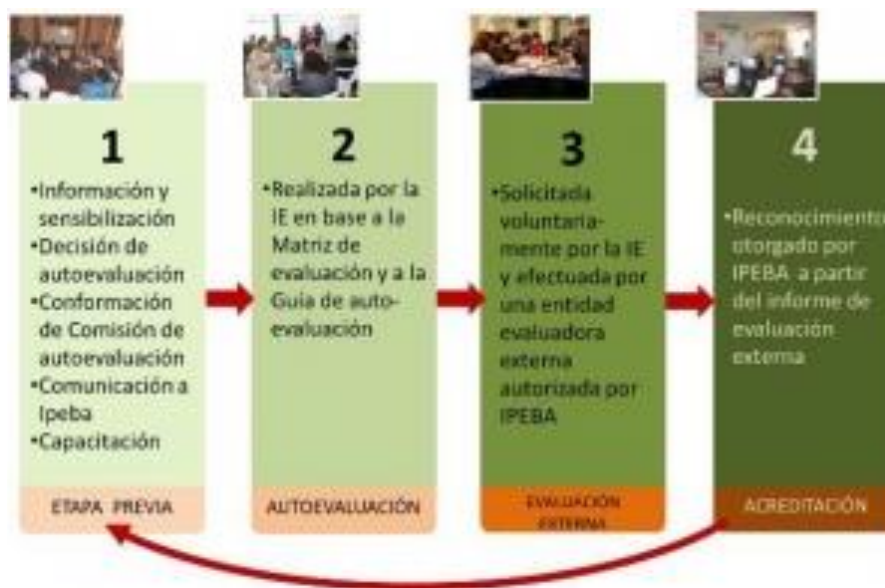 1
•Información y
sensibilización
•Decisión de
autoevaluación
•Conformación
de Comisión de
autoevaluación
•Comunicación a
Ipeba
•Capacitación
ETAPA PREVIA
2
•Realizada por la
IE en base a la
Matriz de
evaluación y a la
Guía de auto-
evaluación
AUTOEVALUACIÓN
3
•Solicitada
voluntaria-
mente por la IE
y efectuada por
una entidad
evaluadora
externa
autorizada por
IPEBA
EVALUACIÓN
EXTERNA
4
•Reconocimiento
otorgado por
IPEBA a partir
del informe de
evaluación
externa
ACREDITACIÓN